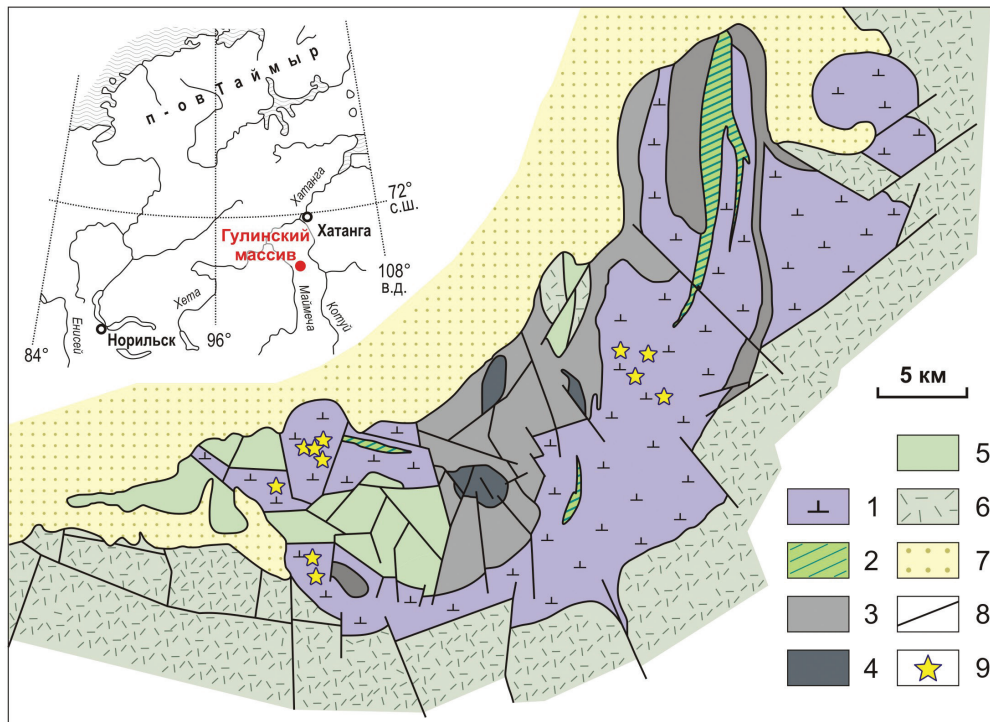 п-ов Таймыр
Хатанга
72°
с.ш.
Хатанга
Гулинский
массив
108°
в.д.
Хета
Маймеча
Котуй
Енисей
Норильск
84°
96°
5 км
5
1
6
2
7
3
8
4
9